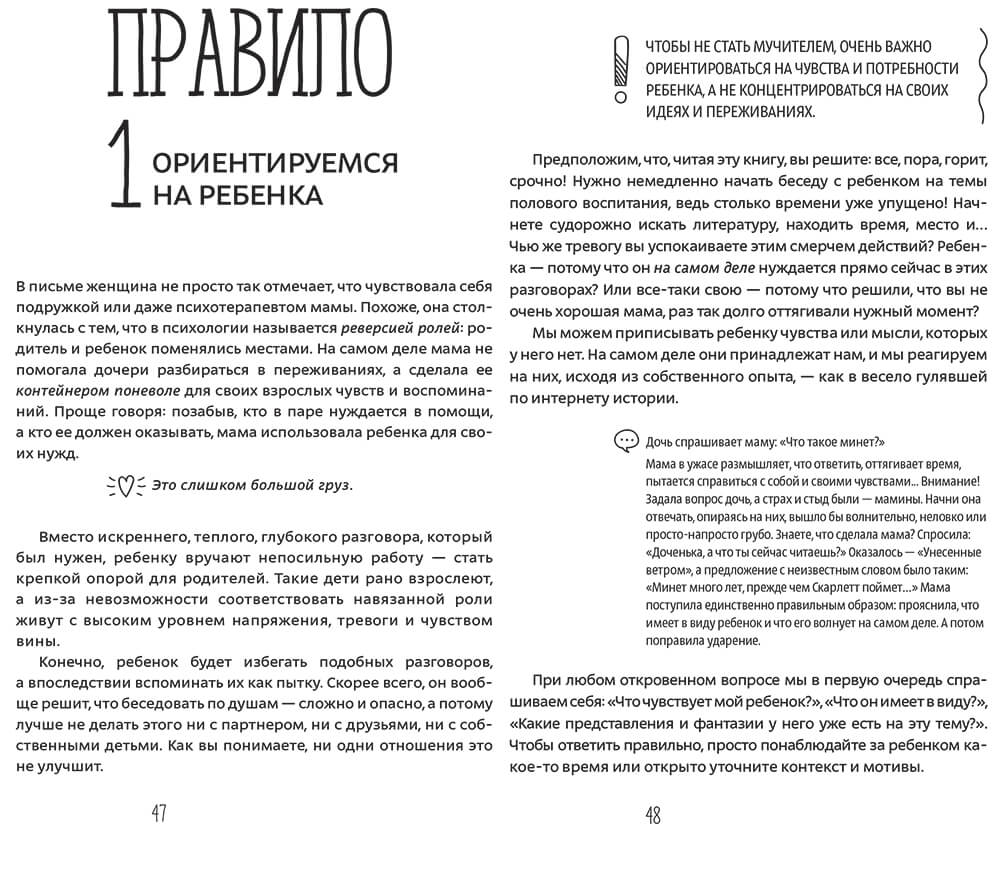 ПРАВИЛО
1 ОРИЕНТИРУЕМСЯ
НА РЕБЕНКА
В письме женщина не просто так отмечает, что чувствовала себя
подружкой или даже психотерапевтом мамы. Похоже, она стол-
кнулась с тем, что в психологии называется реверсией ролей: ро-
дитель и ребенок поменялись местами. На самом деле мама не
помогала дочери разбираться в переживаниях, а сделала ее
контейнером поневоле для своих взрослых чувств и воспомина-
ний. Проще говоря: позабыв, кто в паре нуждается в помощи,
а кто ее должен оказывать, мама использовала ребенка для сво-
их нужд.
Это слишком большой груз.
Вместо искреннего, теплого, глубокого разговора, который
был нужен, ребенку вручают непосильную работу — стать
крепкой опорой для родителей. Такие дети рано взрослеют,
а из-за невозможности соответствовать навязанной роли
живут с высоким уровнем напряжения, тревоги и чувством
вины.
Конечно, ребенок будет избегать подобных разговоров,
а впоследствии вспоминать их как пытку. Скорее всего, он вооб-
ще решит, что беседовать по душам — сложно и опасно, а потому
лучше не делать этого ни с партнером, ни с друзьями, ни с соб-
ственными детьми. Как вы понимаете, ни одни отношения это
не улучшит.
47
ЧТОБЫ НЕ СТАТЬ МУЧИТЕЛЕМ, ОЧЕНЬ ВАЖНО
ОРИЕНТИРОВАТЬСЯ НА ЧУВСТВА И ПОТРЕБНОСТИ
РЕБЕНКА, А НЕ КОНЦЕНТРИРОВАТЬСЯ НА СВОИХ
ИДЕЯХ И ПЕРЕЖИВАНИЯХ.
Предположим, что, читая эту книгу, вы решите: все, пора, горит,
срочно! Нужно немедленно начать беседу с ребенком на темы
полового воспитания, ведь столько времени уже упущено! Нач-
нете судорожно искать литературу, находить время, место и...
Чью же тревогу вы успокаиваете этим смерчем действий? Ребен-
ка — потому что он на самом деле нуждается прямо сейчас в этих
разговорах? Или все-таки свою — потому что решили, что вы не
очень хорошая мама, раз так долго оттягивали нужный момент?
Мы можем приписывать ребенку чувства или мысли, которых
у него нет. На самом деле они принадлежат нам, и мы реагируем
на них, исходя из собственного опыта, — как в весело гулявшей
по интернету истории.
Дочь спрашивает маму: «Что такое минет?»
Мама в ужасе размышляет, что ответить, оттягивает время,
пытается справиться с собой и своими чувствами... Внимание!
Задала вопрос дочь, а страх и стыд были — мамины. Начни она
отвечать, опираясь на них, вышло бы волнительно, неловко или
просто-напросто грубо. Знаете, что сделала мама? Спросила:
«Доченька, а что ты сейчас читаешь?» Оказалось — «Унесенные
ветром», а предложение с неизвестным словом было таким:
«Минет много лет, прежде чем Скарлетт поймет...» Мама
поступила единственно правильным образом: прояснила, что
имеет в виду ребенок и что его волнует на самом деле. А потом
поправила ударение.
При любом откровенном вопросе мы в первую очередь спра-
шиваем себя: «Что чувствует мой ребенок?», «Что он имеет в виду?»,
«Какие представления и фантазии у него уже есть на эту тему?».
Чтобы ответить правильно, просто понаблюдайте за ребенком ка-
кое-то время или открыто уточните контекст и мотивы.
48